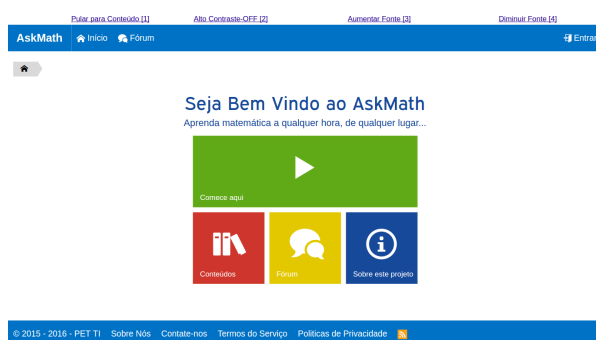 Pular para Conteúdo [1] Alto Contraste-OFF [2] Aumentar Fonte [3] Diminuir Fonte [4]
AskMath Início Fórum Entrar
Seja Bem Vindo ao AskMath
Aprenda matemática a qualquer hora, de qualquer lugar...
Comece aqui
Conteúdos Fórum Sobre este projeto
© 2015 - 2016 - PET TI Sobre Nós Contate-nos Termos do Serviço Politicas de Privacidade